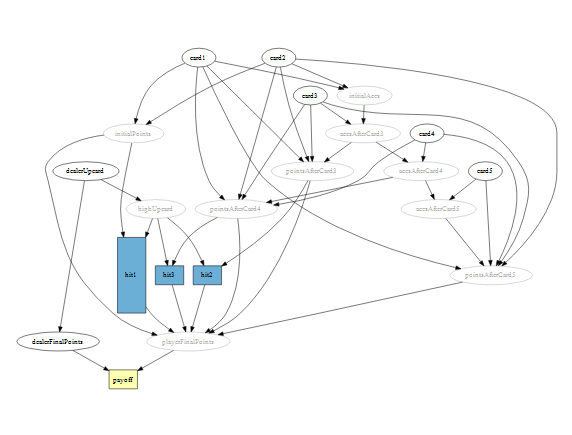 card1
card2
card3
initialAces
initialPoints
acesAfterCard3
card4
dealerUpcard
pointsAfterCard3
acesAfterCard4
card5
highUpcard
pointsAfterCard4
acesAfterCard5
hit1
hit3
hit2
pointsAfterCard5
dealerFinalPoints
playerFinalPoints
payoff